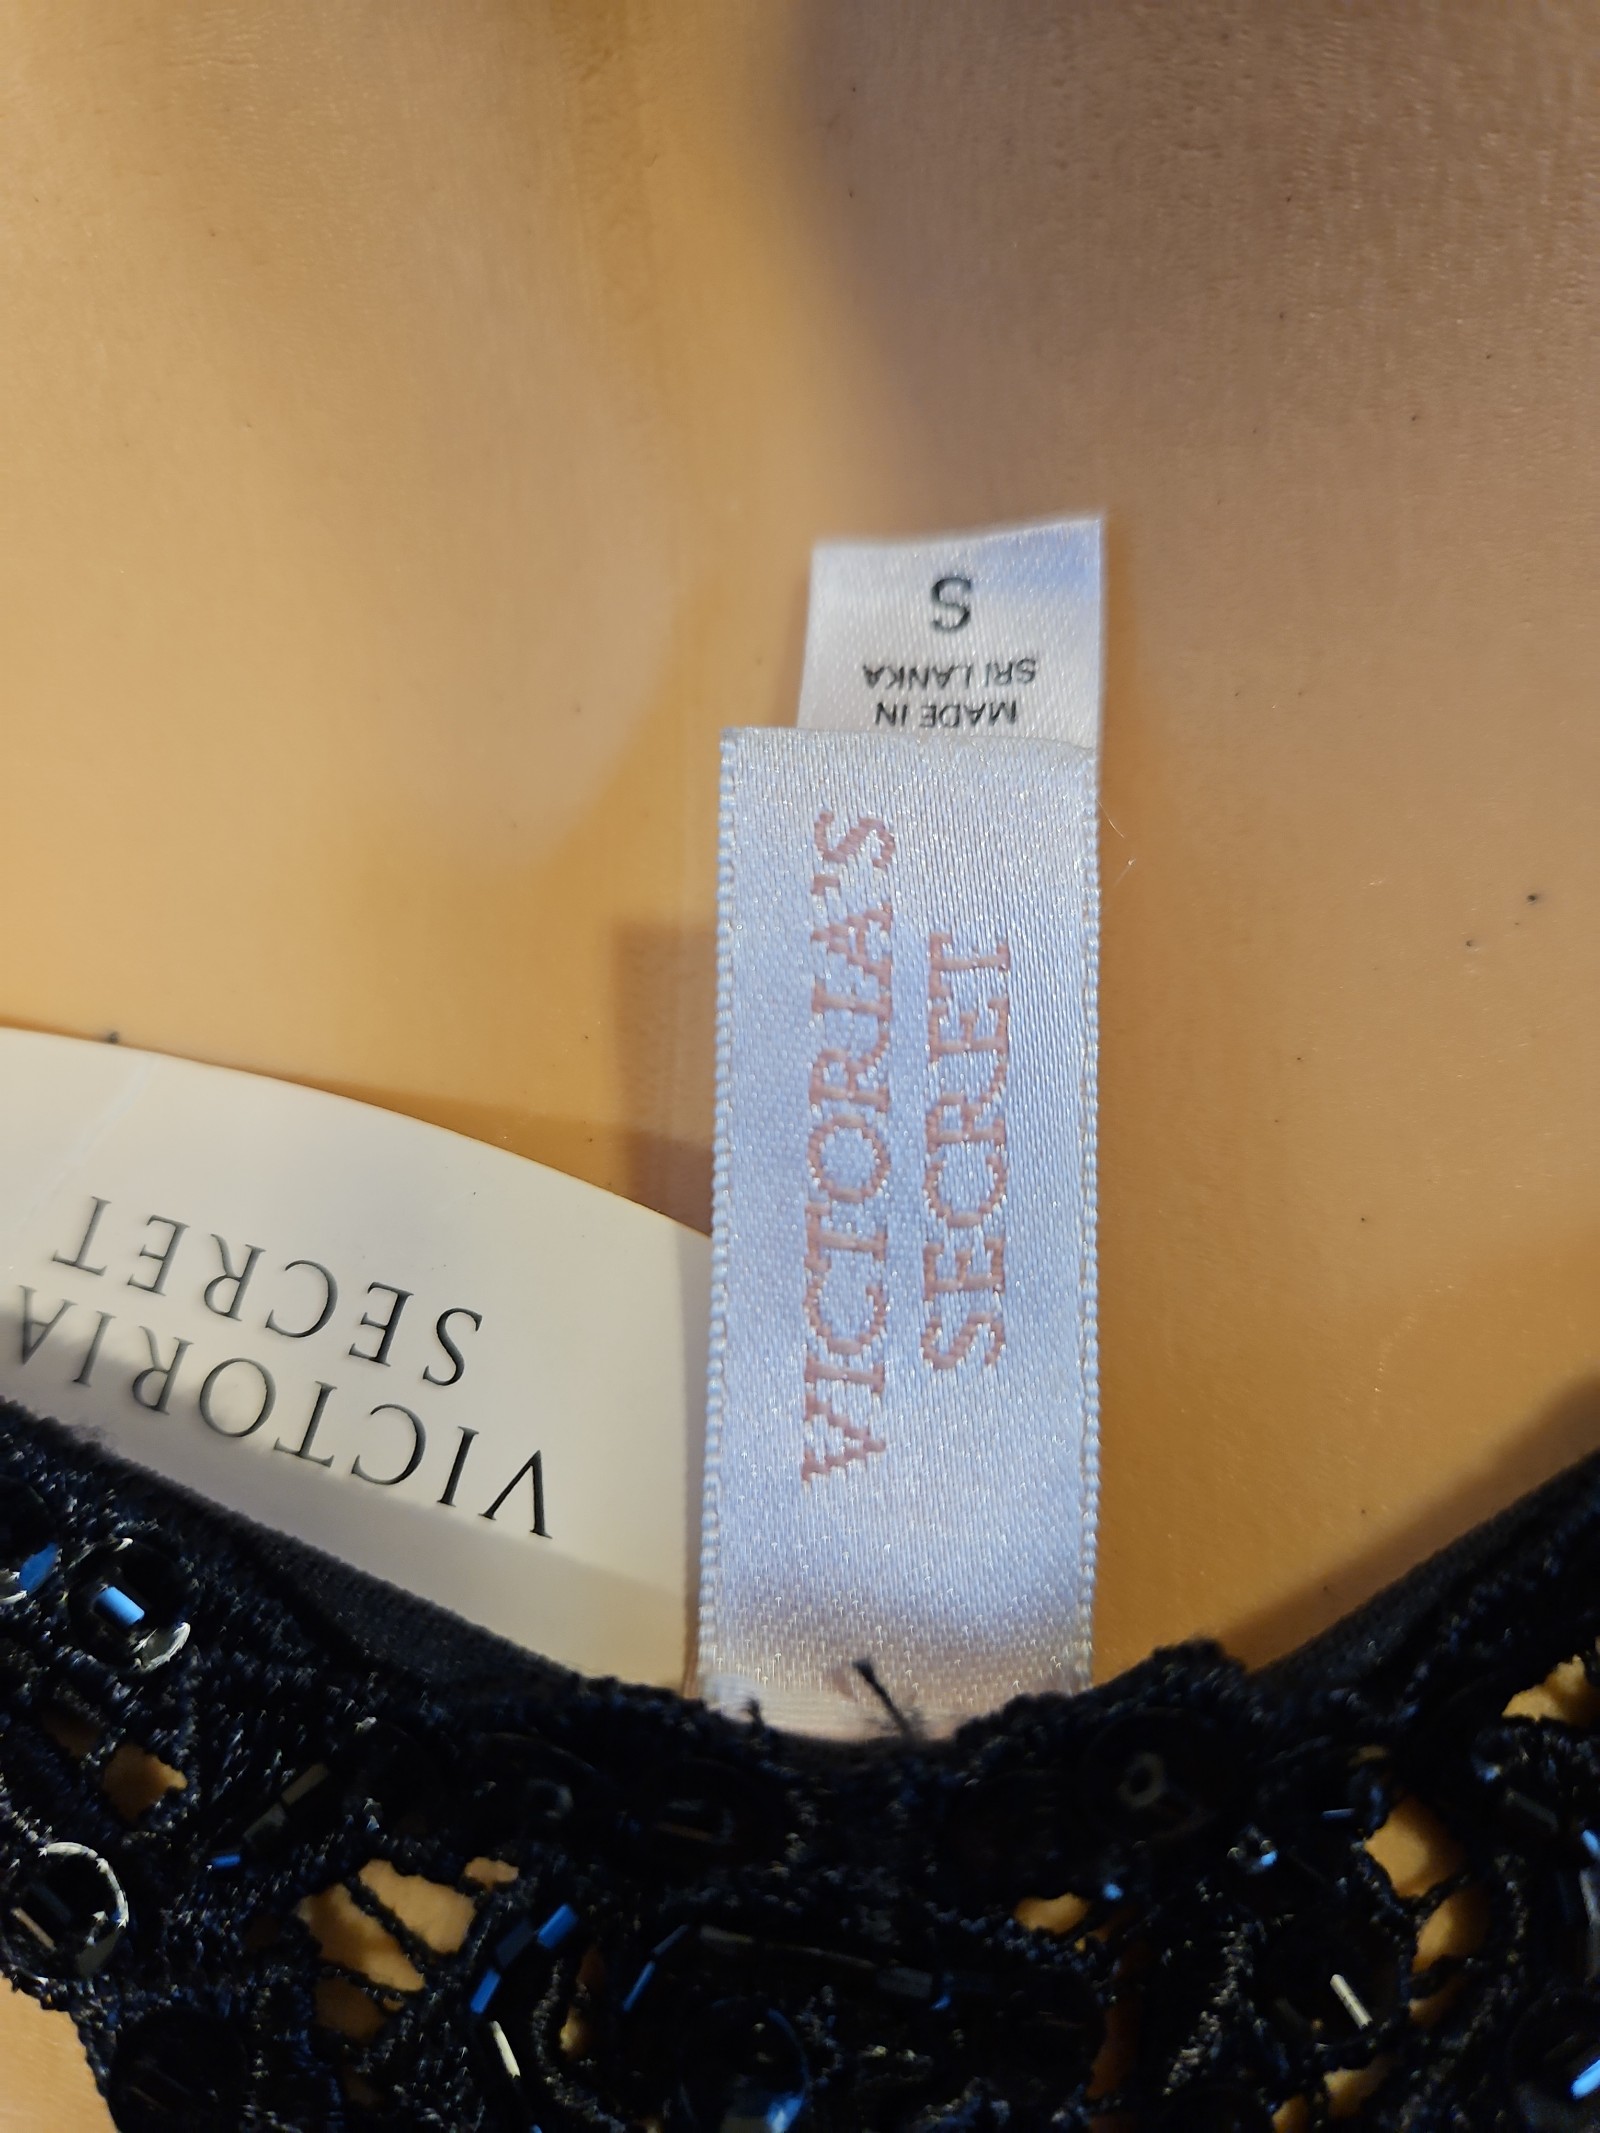 VICTORIA'S
SECRET
MADE IN
SRI LANKA
S
VICTORIA
SECRET